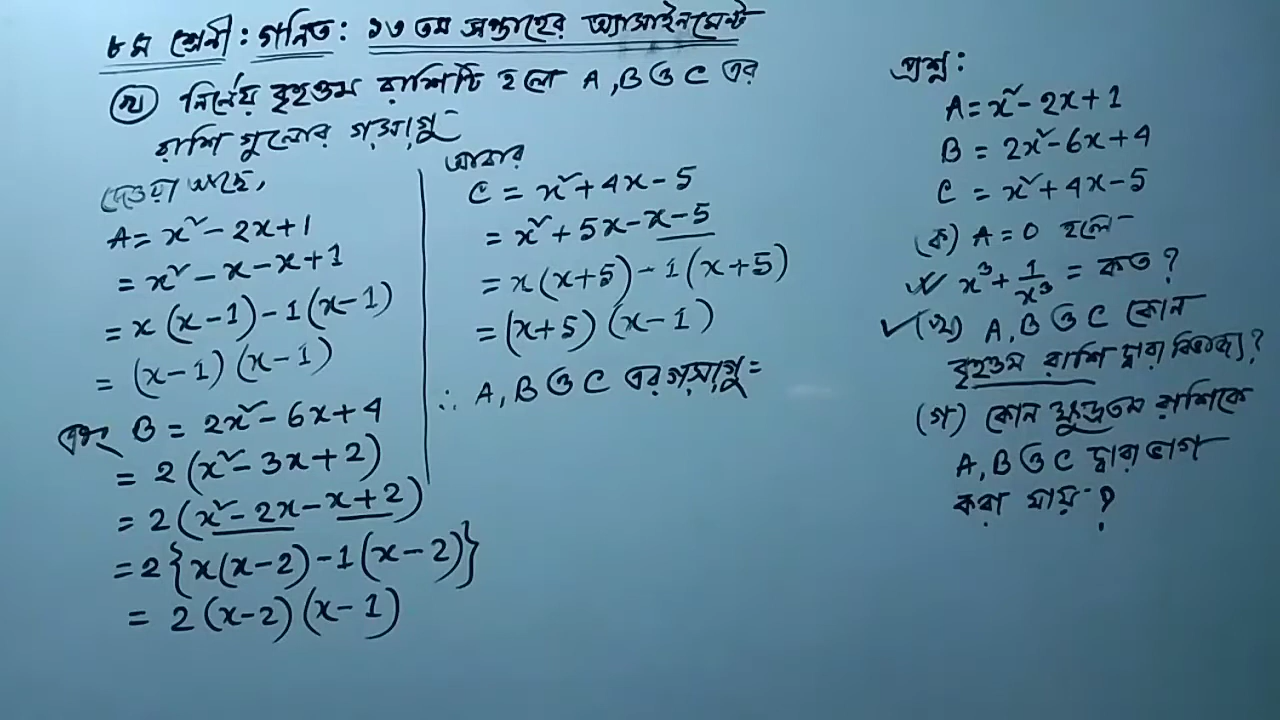 ৮ম শ্রেনী: গনিত: ১৩ তম সপ্তাহের অ্যাসাইনমেন্ট
(খ) নির্নেয় বৃহত্তম রাশিটি হলে A, B ও C এর
রাশি গুলোর গ.সা.গু
দেওয়া আছে,
A = x² - 2x + 1
= x² - x - x + 1
= x(x-1) - 1(x-1)
= (x-1)(x-1)
এবং B = 2x² - 6x + 4
= 2(x² - 3x + 2)
= 2(x² - 2x - x + 2)
= 2{x(x-2) - 1(x-2)}
= 2(x-2)(x-1)
আবার
C = x² + 4x - 5
= x² + 5x - x - 5
= x(x+5) - 1(x+5)
= (x+5)(x-1)
∴ A, B ও C এর গ.সা.গু =
প্রশ্ন:
A = x² - 2x + 1
B = 2x² - 6x + 4
C = x² + 4x - 5
(ক) A = 0 হলে
x³ + 1/x³ = কত?
✓(খ) A, B ও C কোন
বৃহত্তম রাশি দ্বারা বিভাজ্য?
(গ) কোন ক্ষুদ্রতম রাশিকে
A, B ও C দ্বারা ভাগ
করা যায়?